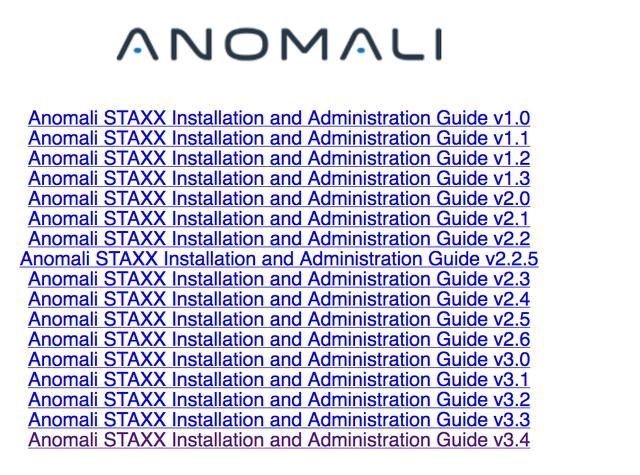 ANOMALI
Anomali STAXX Installation and Administration Guide v1.0
Anomali STAXX Installation and Administration Guide v1.1
Anomali STAXX Installation and Administration Guide v1.2
Anomali STAXX Installation and Administration Guide v1.3
Anomali STAXX Installation and Administration Guide v2.0
Anomali STAXX Installation and Administration Guide v2.1
Anomali STAXX Installation and Administration Guide v2.2
Anomali STAXX Installation and Administration Guide v2.2.5
Anomali STAXX Installation and Administration Guide v2.3
Anomali STAXX Installation and Administration Guide v2.4
Anomali STAXX Installation and Administration Guide v2.5
Anomali STAXX Installation and Administration Guide v2.6
Anomali STAXX Installation and Administration Guide v3.0
Anomali STAXX Installation and Administration Guide v3.1
Anomali STAXX Installation and Administration Guide v3.2
Anomali STAXX Installation and Administration Guide v3.3
Anomali STAXX Installation and Administration Guide v3.4